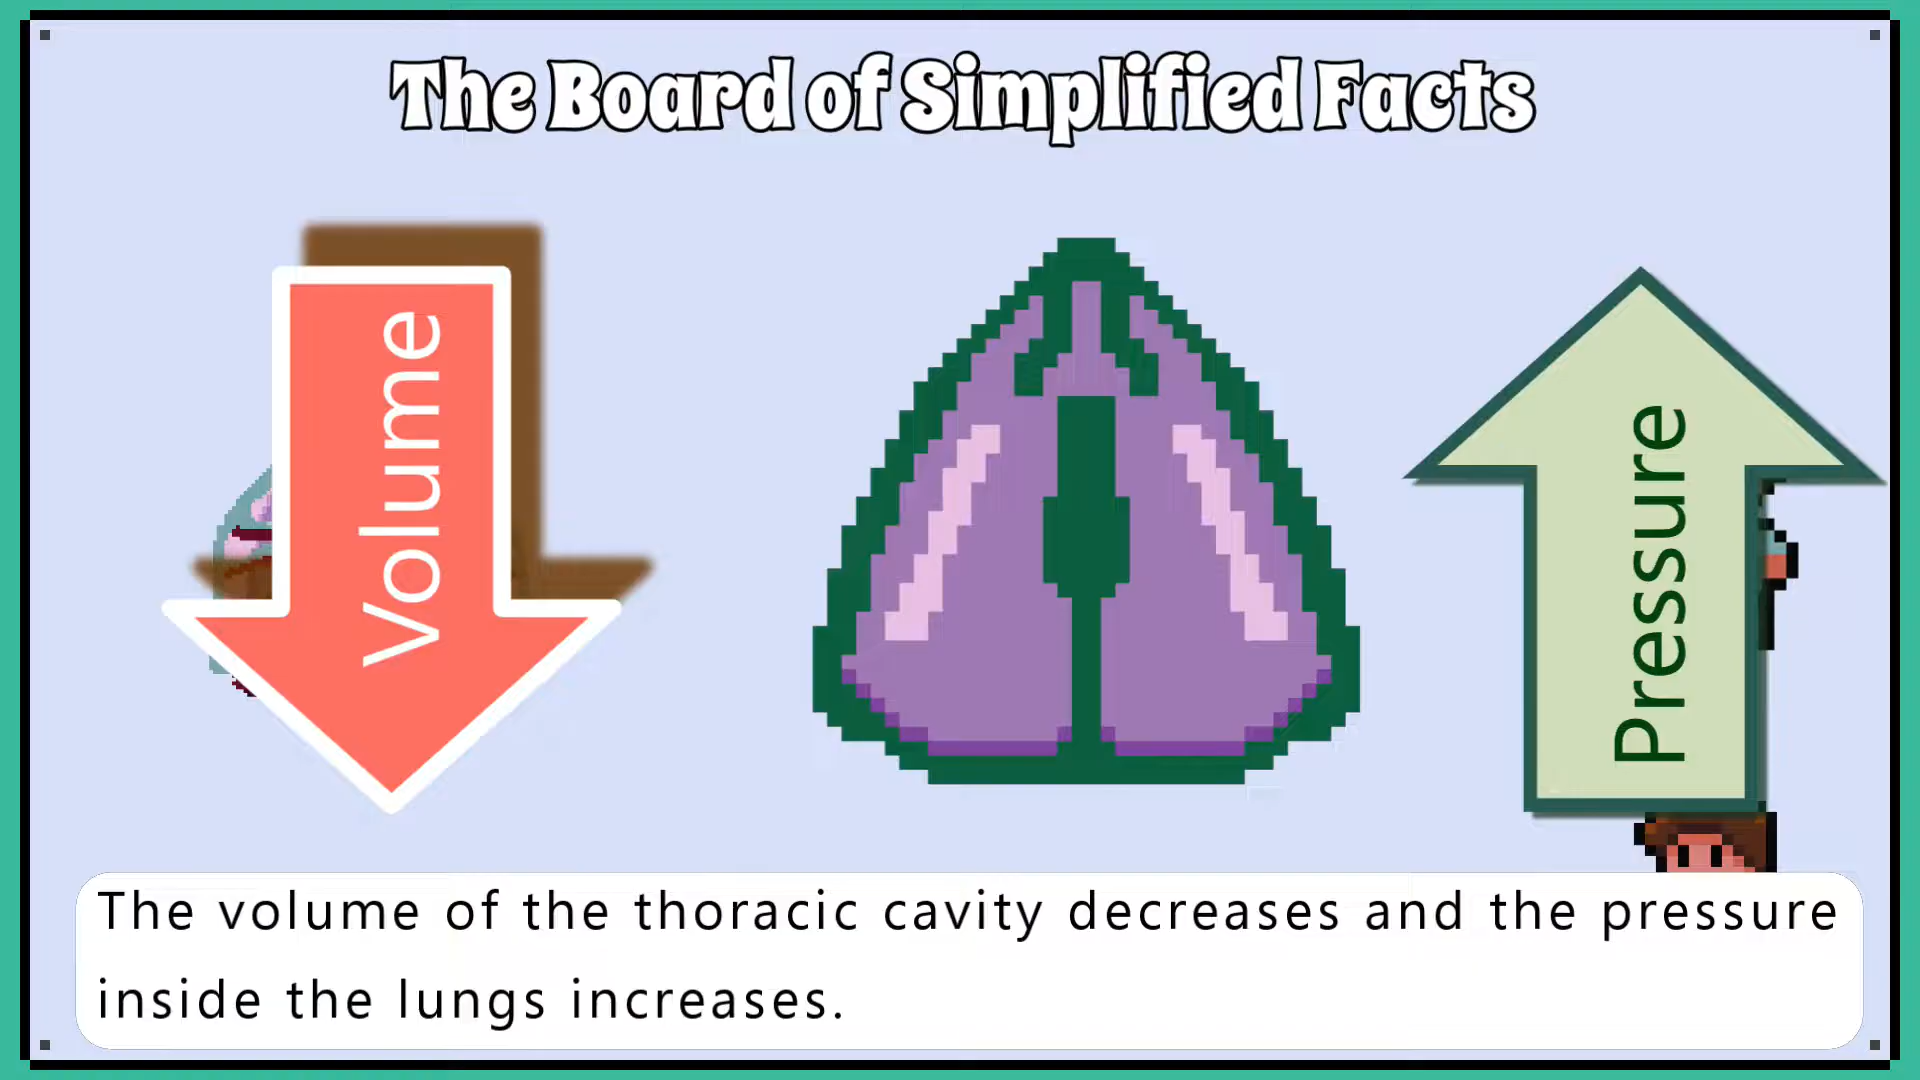 The Board of Simplified Facts
Volume
Pressure
The volume of the thoracic cavity decreases and the pressure
inside the lungs increases.